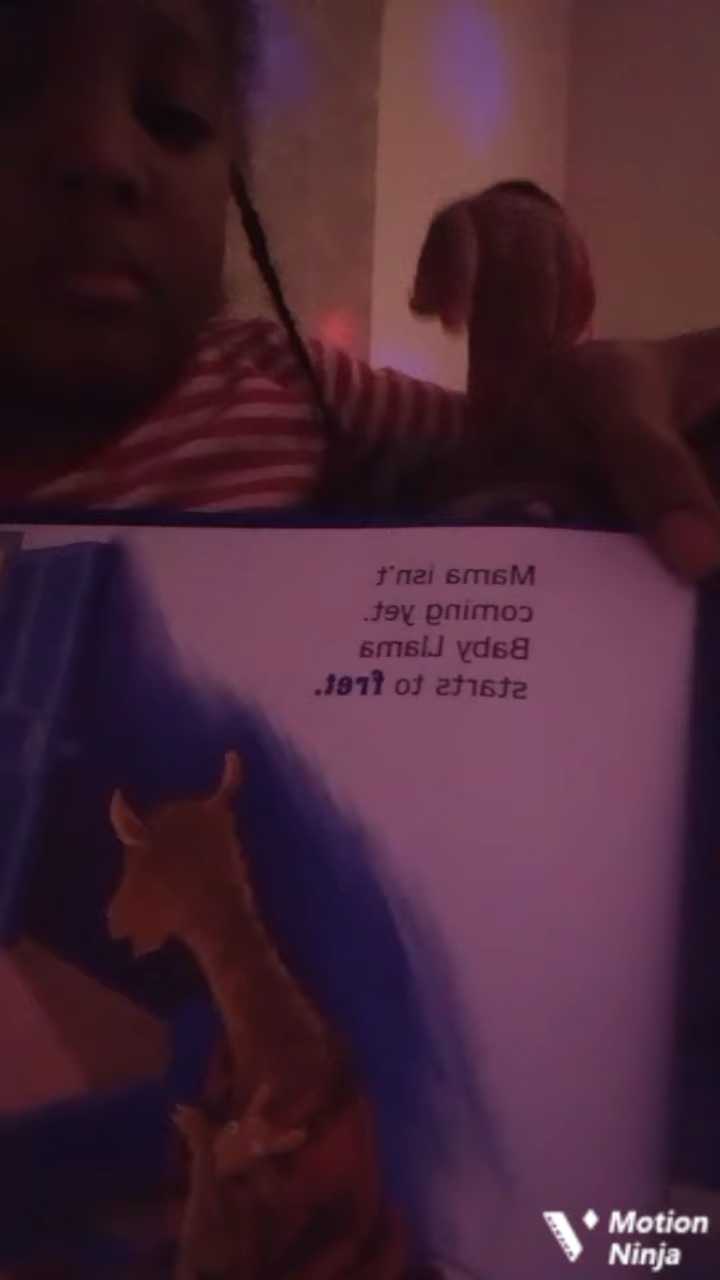 Mama isn't
coming yet.
Baby Llama
starts to fret.
Motion
Ninja